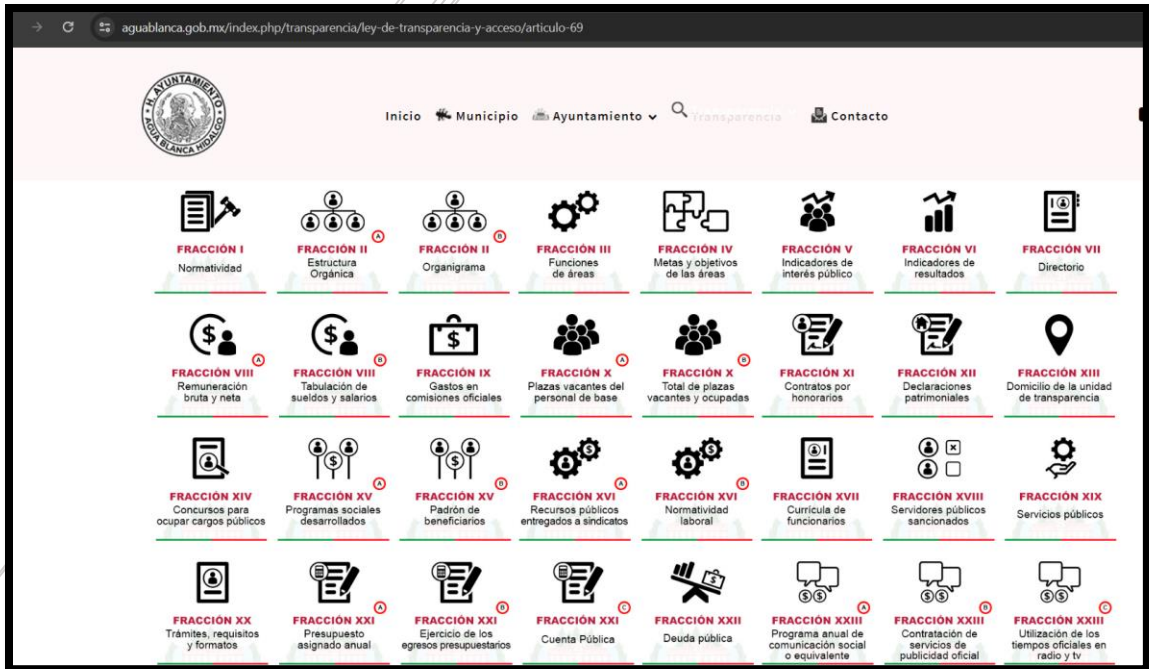 aguablanca.gob.mx/index.php/transparencia/ley-de-transparencia-y-acceso/articulo-69
H. AYUNTAMIENTO
AGUA BLANCA HIDALGO
Inicio Municipio Ayuntamiento Transparencia Contacto
FRACCIÓN I
Normatividad
A
FRACCIÓN II
Estructura
Orgánica
B
FRACCIÓN II
Organigrama
FRACCIÓN III
Funciones
de áreas
FRACCIÓN IV
Metas y objetivos
de las áreas
FRACCIÓN V
Indicadores de
interés público
FRACCIÓN VI
Indicadores de
resultados
FRACCIÓN VII
Directorio
A
FRACCIÓN VIII
Remuneración
bruta y neta
B
FRACCIÓN VIII
Tabulación de
sueldos y salarios
FRACCIÓN IX
Gastos en
comisiones oficiales
A
FRACCIÓN X
Plazas vacantes del
personal de base
B
FRACCIÓN X
Total de plazas
vacantes y ocupadas
FRACCIÓN XI
Contratos por
honorarios
FRACCIÓN XII
Declaraciones
patrimoniales
FRACCIÓN XIII
Domicilio de la unidad
de transparencia
FRACCIÓN XIV
Concursos para
ocupar cargos públicos
A
FRACCIÓN XV
Programas sociales
desarrollados
B
FRACCIÓN XV
Padrón de
beneficiarios
A
FRACCIÓN XVI
Recursos públicos
entregados a sindicatos
B
FRACCIÓN XVI
Normatividad
laboral
FRACCIÓN XVII
Currícula de
funcionarios
FRACCIÓN XVIII
Servidores públicos
sancionados
FRACCIÓN XIX
Servicios públicos
FRACCIÓN XX
Trámites, requisitos
y formatos
A
FRACCIÓN XXI
Presupuesto
asignado anual
B
FRACCIÓN XXI
Ejercicio de los
egresos presupuestarios
C
FRACCIÓN XXI
Cuenta Pública
FRACCIÓN XXII
Deuda pública
A
FRACCIÓN XXIII
Programa anual de
comunicación social
o equivalente
B
FRACCIÓN XXIII
Contratación de
servicios de
publicidad oficial
C
FRACCIÓN XXIII
Utilización de los
tiempos oficiales en
radio y tv